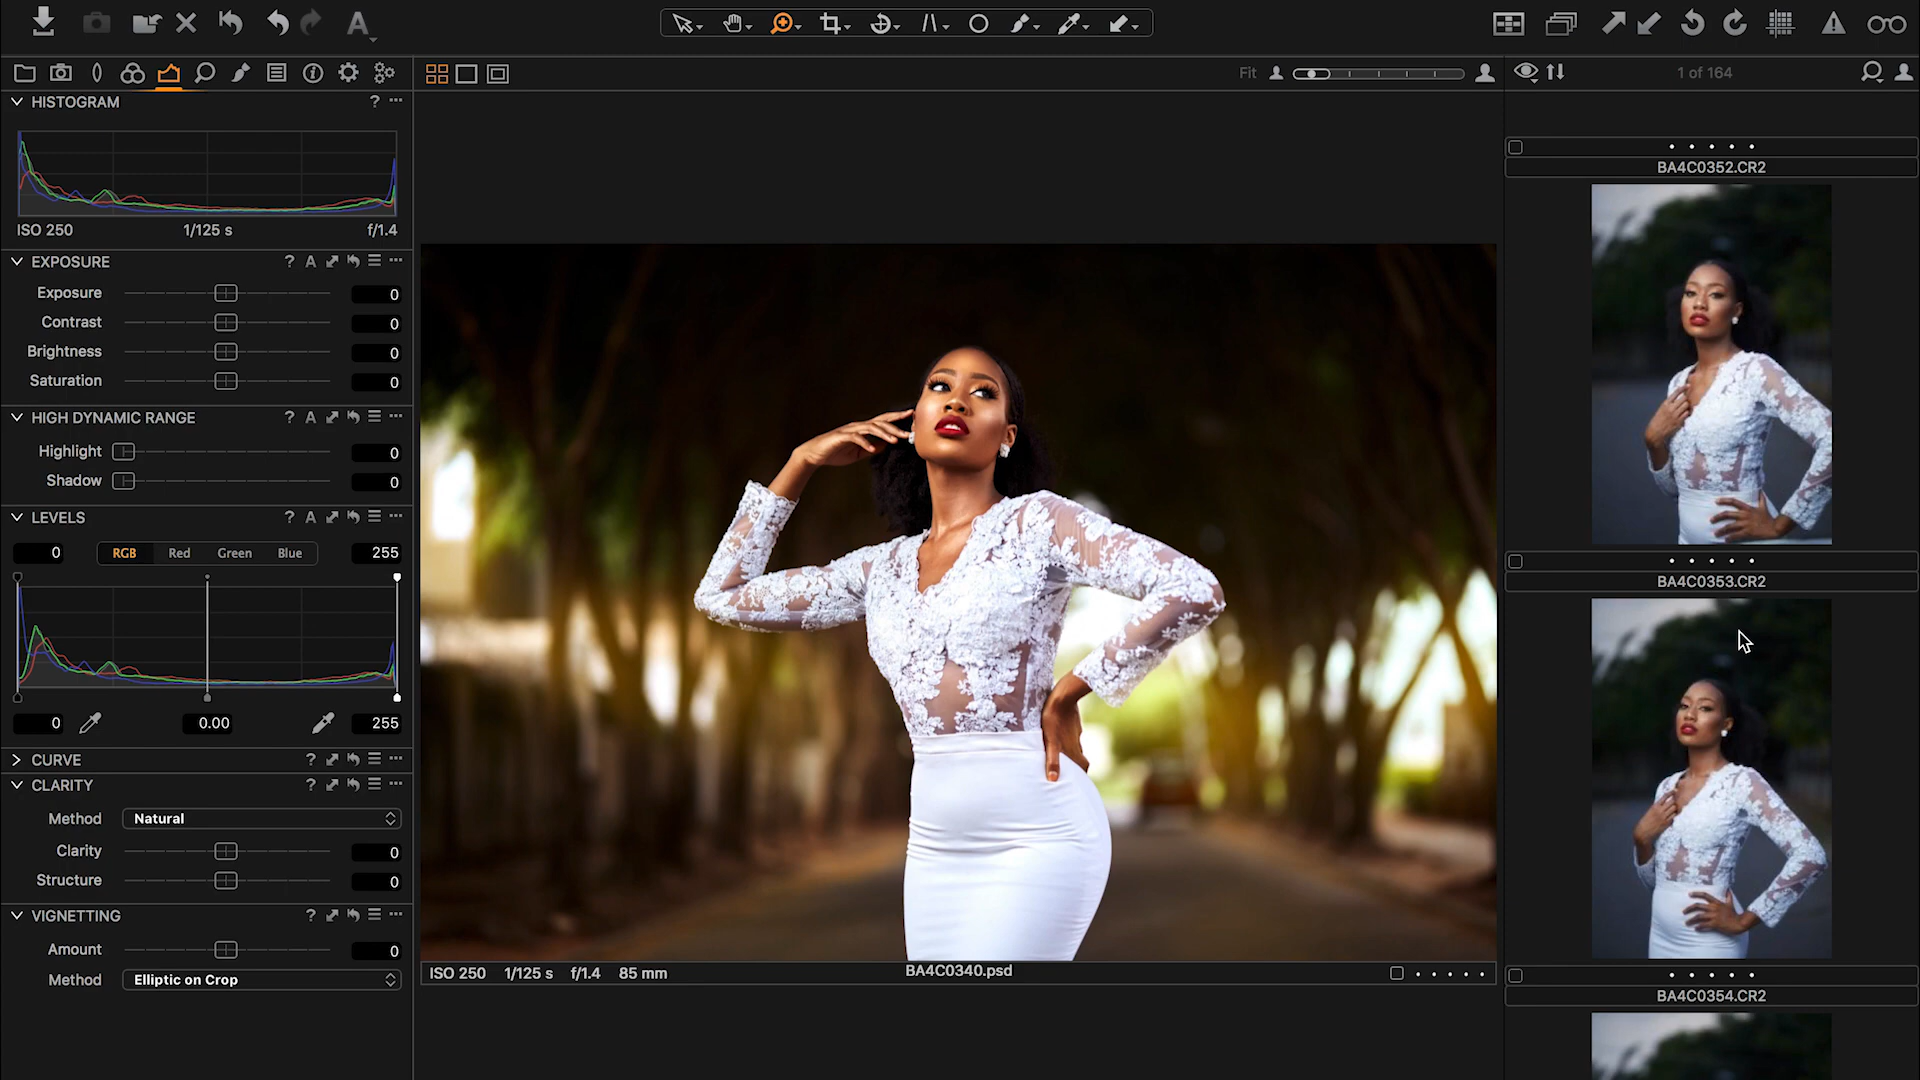 A
Fit
1 of 164
HISTOGRAM ?
ISO 250 1/125 s f/1.4
EXPOSURE ? A
Exposure 0
Contrast 0
Brightness 0
Saturation 0
HIGH DYNAMIC RANGE ? A
Highlight 0
Shadow 0
LEVELS ? A
0 RGB Red Green Blue 255
0 0.00 255
CURVE ?
CLARITY ?
Method Natural
Clarity 0
Structure 0
VIGNETTING ?
Amount 0
Method Elliptic on Crop
ISO 250 1/125 s f/1.4 85 mm BA4C0340.psd
BA4C0352.CR2
BA4C0353.CR2
BA4C0354.CR2